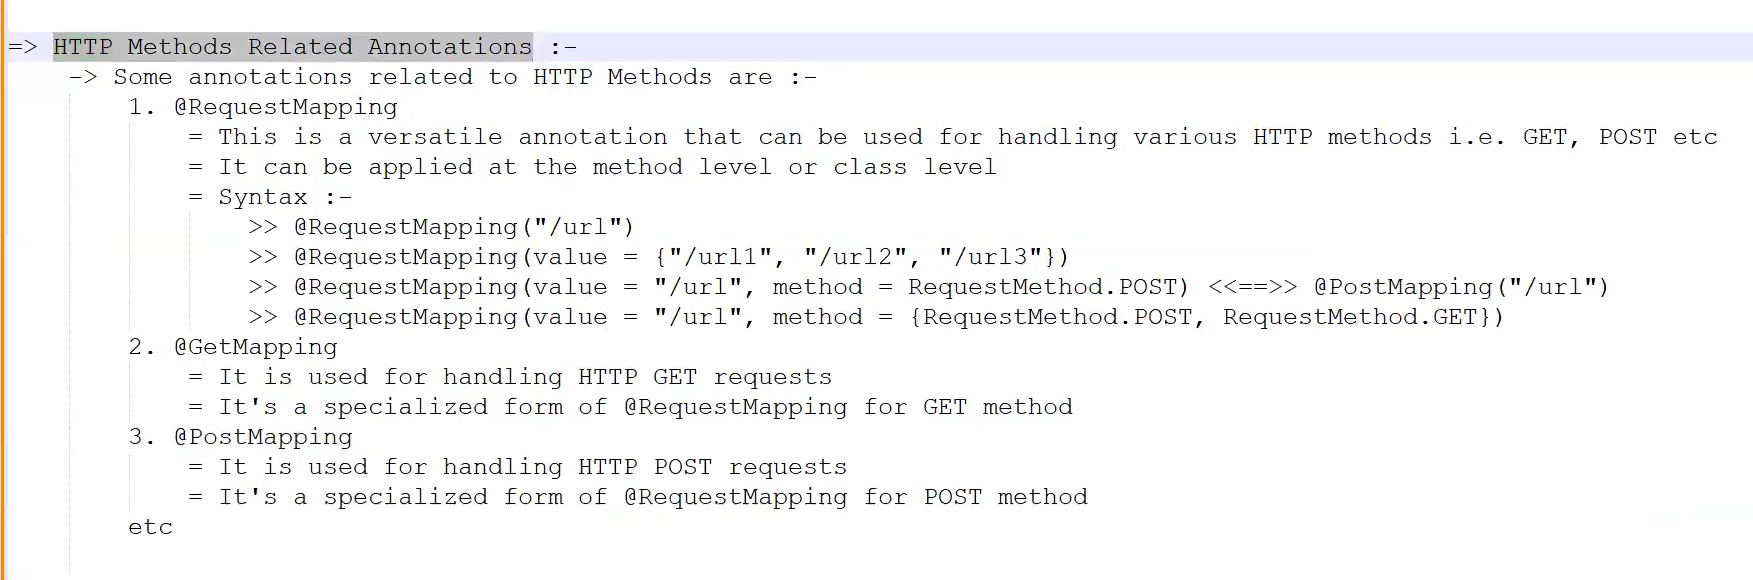 => HTTP Methods Related Annotations :-
-> Some annotations related to HTTP Methods are :-
1. @RequestMapping
= This is a versatile annotation that can be used for handling various HTTP methods i.e. GET, POST etc
= It can be applied at the method level or class level
= Syntax :-
>> @RequestMapping("/url")
>> @RequestMapping(value = {"/url1", "/url2", "/url3"})
>> @RequestMapping(value = "/url", method = RequestMethod.POST) <<==>> @PostMapping("/url")
>> @RequestMapping(value = "/url", method = {RequestMethod.POST, RequestMethod.GET})
2. @GetMapping
= It is used for handling HTTP GET requests
= It's a specialized form of @RequestMapping for GET method
3. @PostMapping
= It is used for handling HTTP POST requests
= It's a specialized form of @RequestMapping for POST method
etc